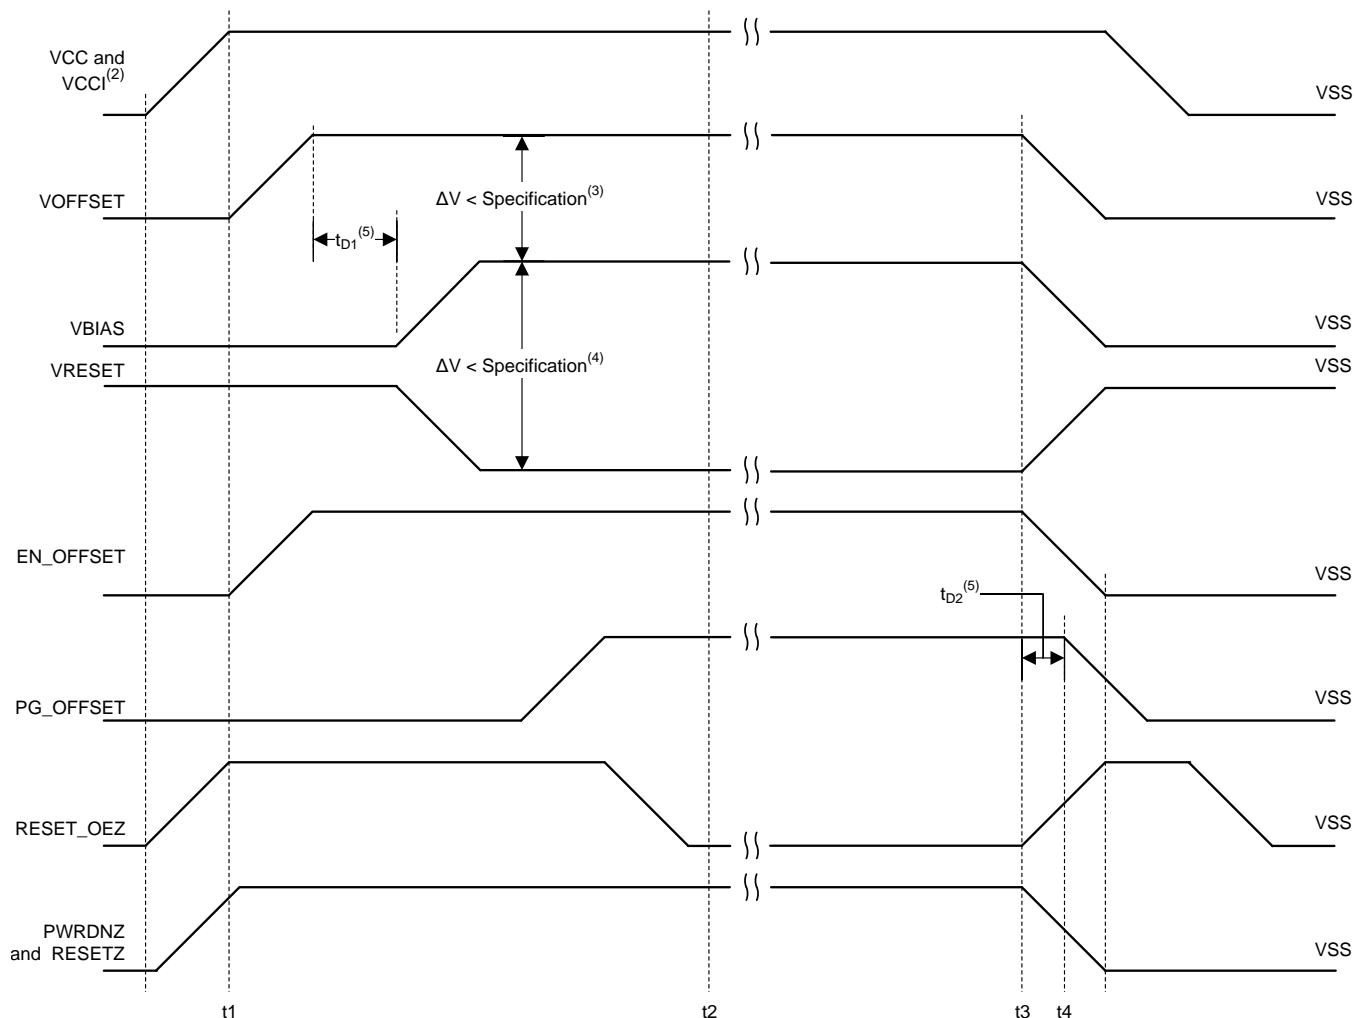 VCC and
VCCI(2)
VSS
VOFFSET
ΔV < Specification(3)
VSS
tD1(5)
VBIAS
VSS
VRESET
ΔV < Specification(4)
VSS
EN_OFFSET
VSS
tD2(5)
PG_OFFSET
VSS
RESET_OEZ
VSS
PWRDNZ
and RESETZ
VSS
t1
t2
t3
t4